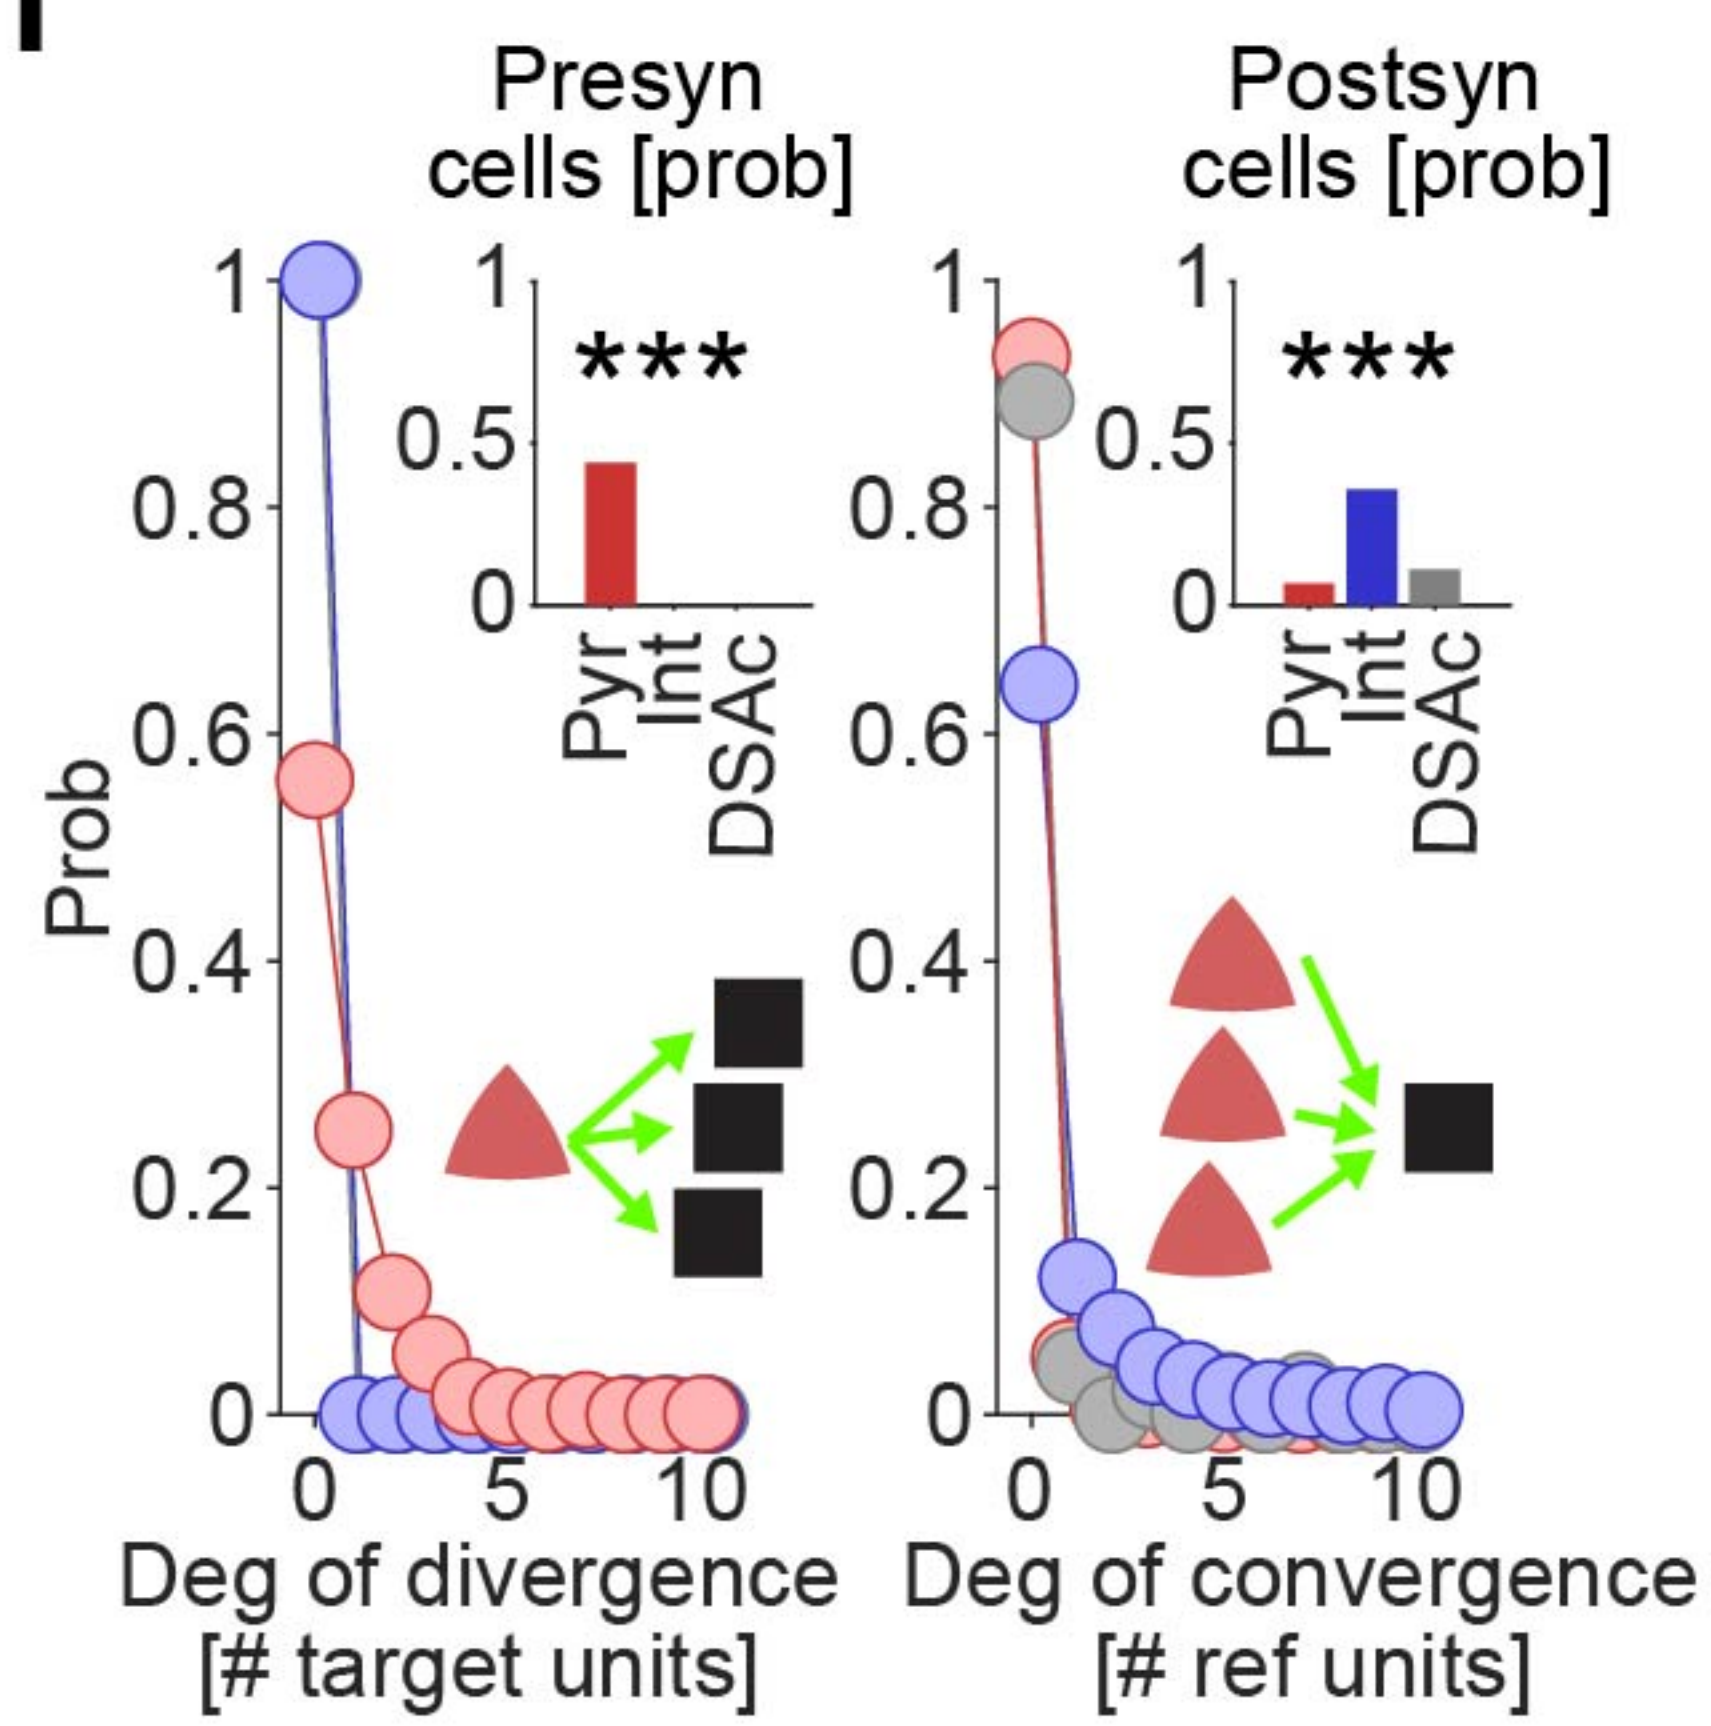 Presyn
cells [prob]
Postsyn
cells [prob]
1
0.8
0.6
0.4
0.2
0
Prob
1
0.5
0
***
Pyr
Int
DSAc
0 5 10
Deg of divergence
[# target units]
1
0.8
0.6
0.4
0.2
0
1
0.5
0
***
Pyr
Int
DSAc
0 5 10
Deg of convergence
[# ref units]